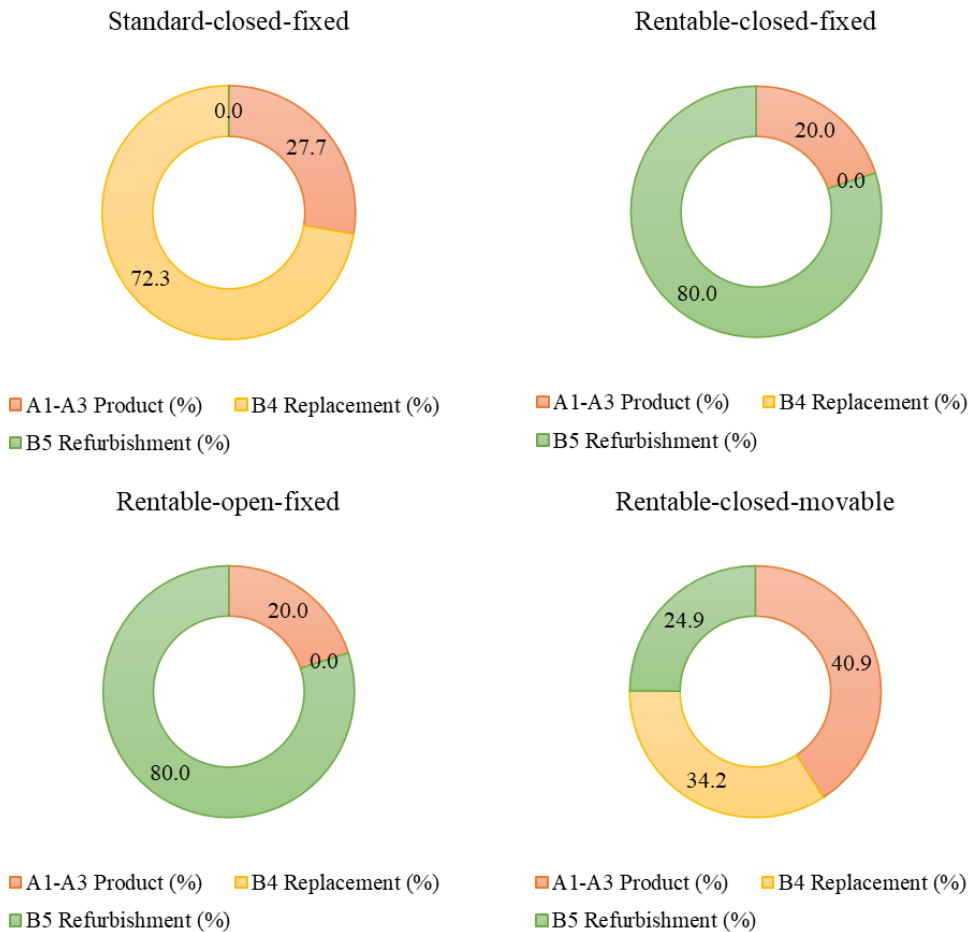 Standard-closed-fixed
0.0
27.7
72.3
A1-A3 Product (%) B4 Replacement (%)
B5 Refurbishment (%)
Rentable-closed-fixed
20.0
0.0
80.0
A1-A3 Product (%) B4 Replacement (%)
B5 Refurbishment (%)
Rentable-open-fixed
20.0
0.0
80.0
A1-A3 Product (%) B4 Replacement (%)
B5 Refurbishment (%)
Rentable-closed-movable
24.9
40.9
34.2
A1-A3 Product (%) B4 Replacement (%)
B5 Refurbishment (%)